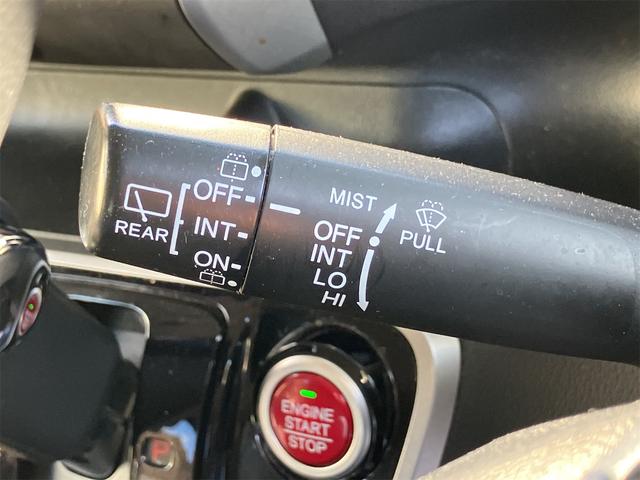 REAR
OFF
INT
ON
MIST
OFF
INT
LO
HI
PULL
ENGINE
START
STOP
P